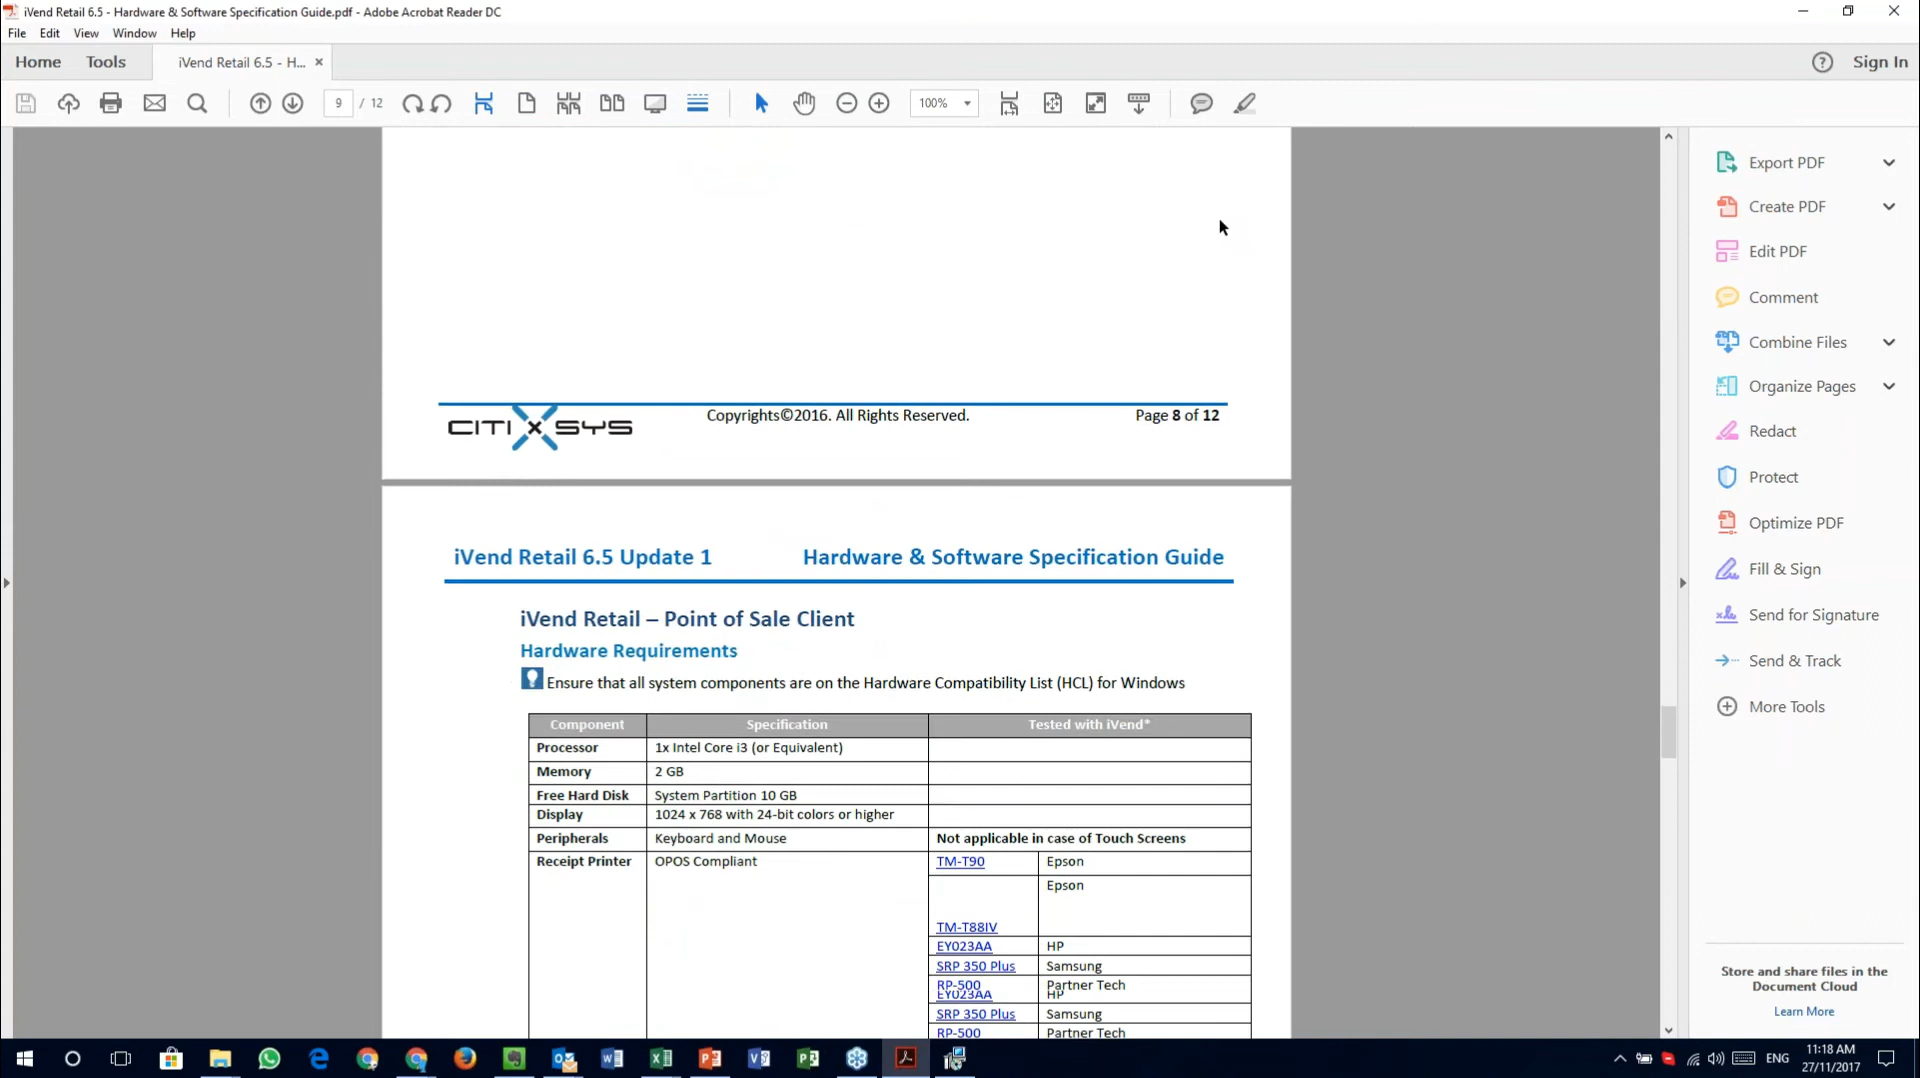 iVend Retail 6.5 - Hardware & Software Specification Guide.pdf - Adobe Acrobat Reader DC
File Edit View Window Help
Home Tools iVend Retail 6.5 - H... × Sign In
9 / 12 100%
Export PDF
Create PDF
Edit PDF
Comment
Combine Files
Organize Pages
Redact
Protect
Optimize PDF
Fill & Sign
Send for Signature
Send & Track
More Tools
Store and share files in the
Document Cloud
Learn More
CITIXSYS Copyrights©2016. All Rights Reserved. Page 8 of 12
iVend Retail 6.5 Update 1 Hardware & Software Specification Guide
iVend Retail – Point of Sale Client
Hardware Requirements
Ensure that all system components are on the Hardware Compatibility List (HCL) for Windows
Component Specification Tested with iVend*
Processor 1x Intel Core i3 (or Equivalent)
Memory 2 GB
Free Hard Disk System Partition 10 GB
Display 1024 x 768 with 24-bit colors or higher
Peripherals Keyboard and Mouse Not applicable in case of Touch Screens
Receipt Printer OPOS Compliant TM-T90 Epson
Epson
TM-T88IV
EY023AA HP
SRP 350 Plus Samsung
RP-500 Partner Tech
EY023AA HP
SRP 350 Plus Samsung
RP-500 Partner Tech
ENG 11:18 AM
27/11/2017